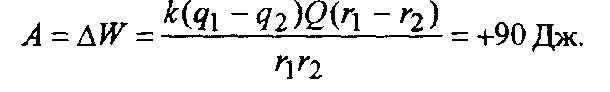 A = ΔW = k(q₁ − q₂)Q(r₁ − r₂) / r₁r₂ = +90 Дж.